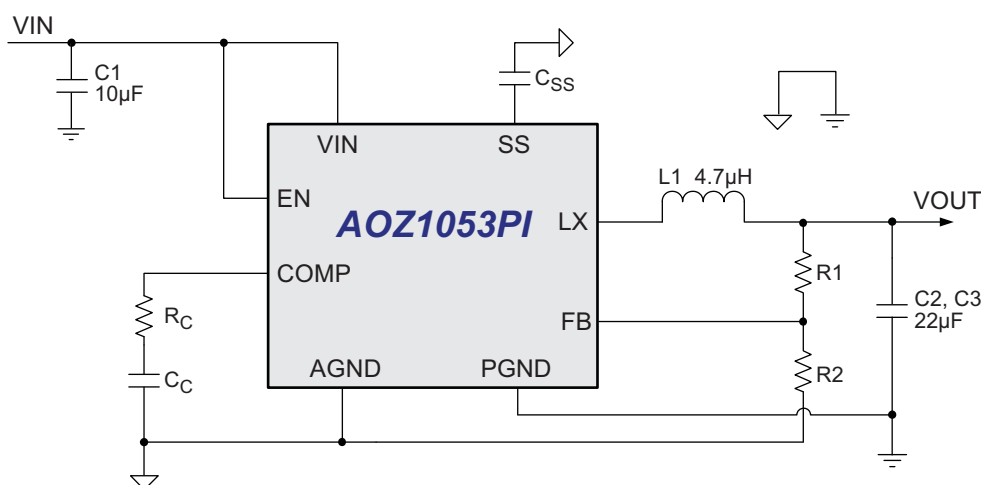 VIN
C1
10µF
CSS
VIN
SS
L1 4.7µH
EN
LX
VOUT
AOZ1053PI
COMP
R1
RC
C2, C3
22µF
FB
AGND
PGND
R2
CC